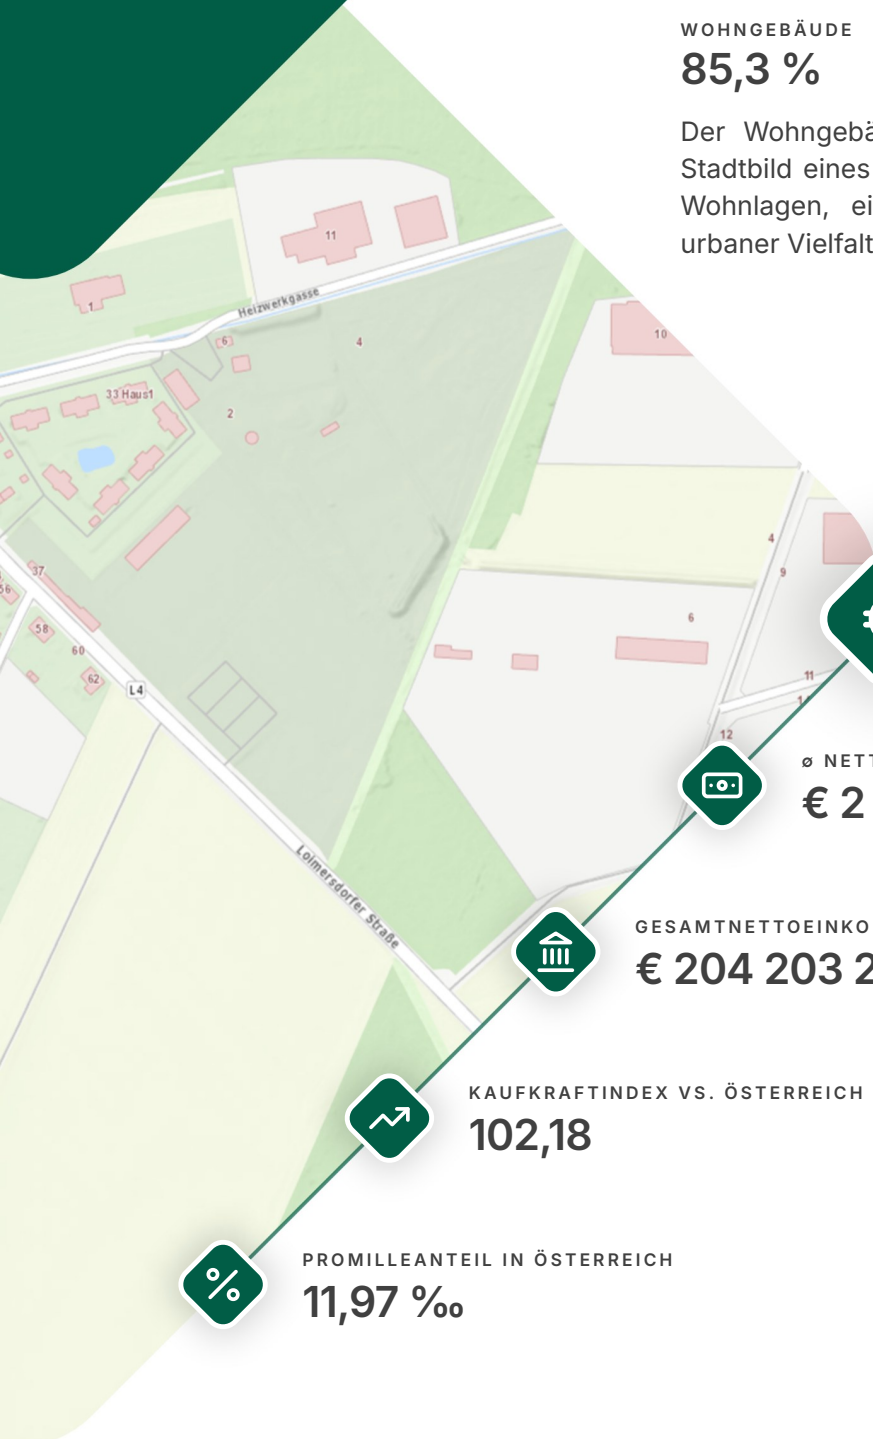 WOHNGEBÄUDE
85,3 %
Der Wohngebä
Stadtbild eines
Wohnlagen, ei
urbaner Vielfalt
11
1
Heizwerkgasse
6
4
10
33 Haus1
2
4
37
9
56
6
58
60
62
11
L4
12
ø NETT
€ 2
Loimersdorfer Straße
GESAMTNETTOEINKO
€ 204 203 2
KAUFKRAFTINDEX VS. ÖSTERREICH
102,18
PROMILLEANTEIL IN ÖSTERREICH
11,97 ‰